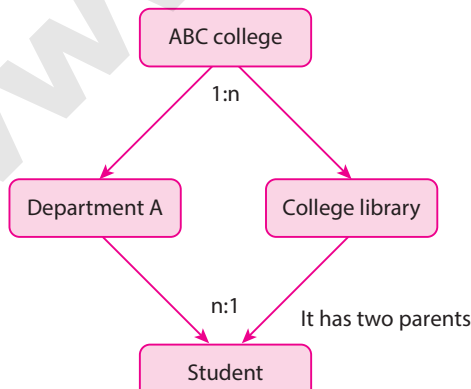 ABC college
1:n
Department A
College library
n:1
It has two parents
Student